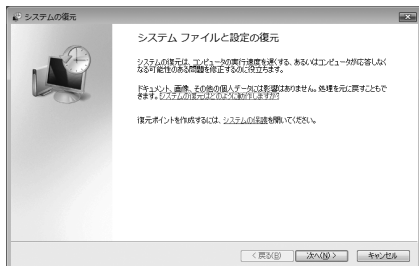 システムの復元
システム ファイルと設定の復元
システムの復元は、コンピュータの実行速度を遅くする、あるいはコンピュータが応答しなく
なる可能性のある問題を修正するのに役立ちます。
ドキュメント、画像、その他の個人データには影響はありません。処理を元に戻すこともで
きます。システムの復元はどのように動作しますか?
復元ポイントを作成するには、システムの保護を開いてください。
< 戻る(B)
次へ(N) >
キャンセル